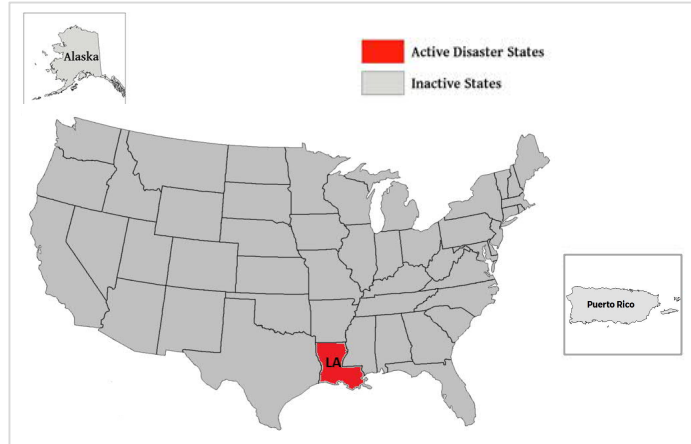 Alaska
Active Disaster States
Inactive States
Puerto Rico
LA